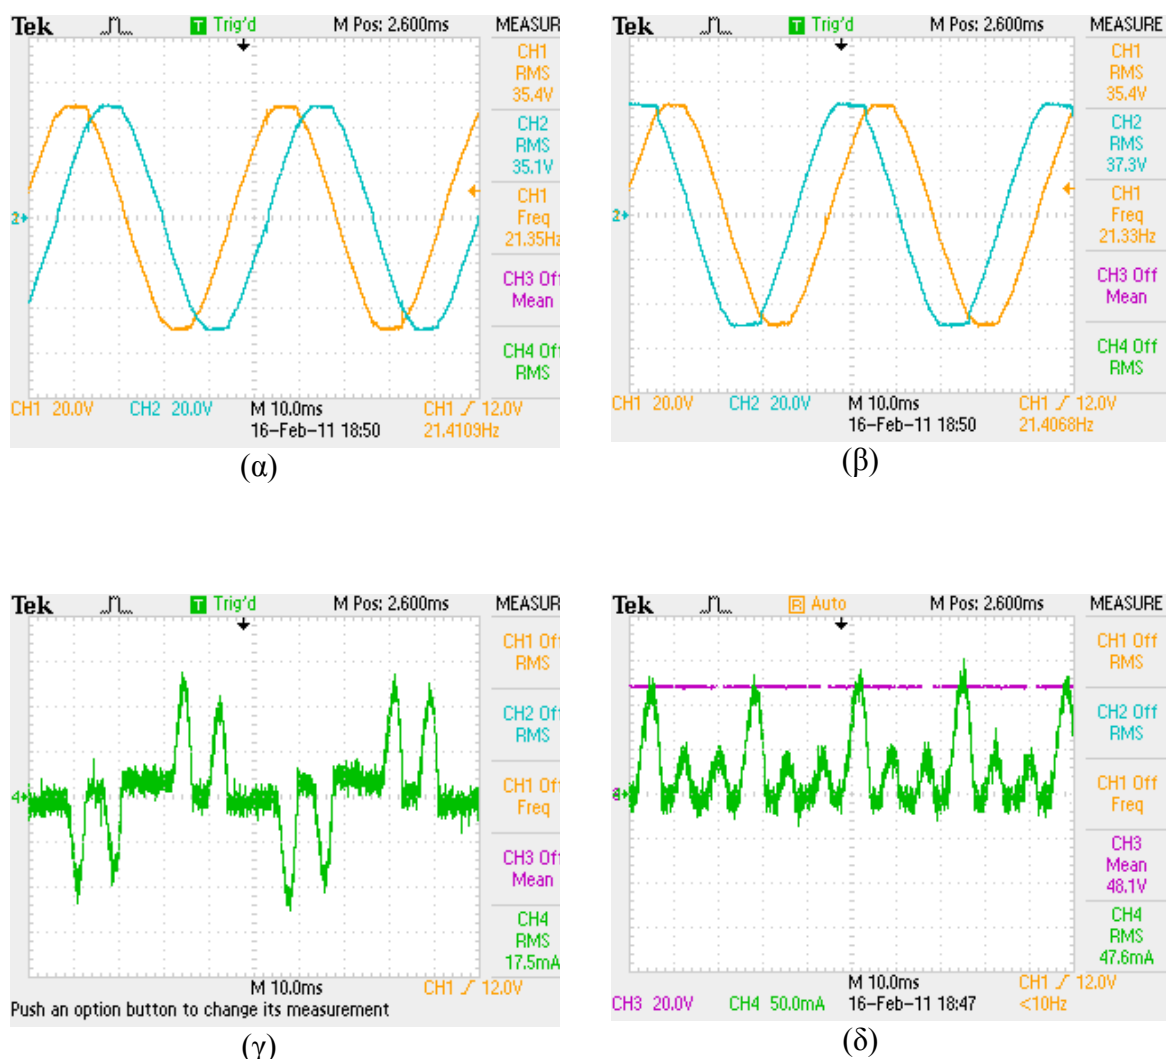 Tek Trig'd M Pos: 2.600ms MEASURE
CH1
RMS
35.4V
CH2
RMS
35.1V
CH1
Freq
21.35Hz
CH3 Off
Mean
CH4 Off
RMS
2
CH1 20.0V CH2 20.0V M 10.0ms CH1 12.0V
16-Feb-11 18:50 21.4109Hz
(α)
Tek Trig'd M Pos: 2.600ms MEASURE
CH1
RMS
35.4V
CH2
RMS
37.3V
CH1
Freq
21.33Hz
CH3 Off
Mean
CH4 Off
RMS
2
CH1 20.0V CH2 20.0V M 10.0ms CH1 12.0V
16-Feb-11 18:50 21.4068Hz
(β)
Tek Trig'd M Pos: 2.600ms MEASUR
CH1 Off
RMS
CH2 Off
RMS
CH1 Off
Freq
CH3 Off
Mean
CH4
RMS
17.5mA
4
M 10.0ms CH1 12.0V
Push an option button to change its measurement
(γ)
Tek R Auto M Pos: 2.600ms MEASURE
CH1 Off
RMS
CH2 Off
RMS
CH1 Off
Freq
CH3
Mean
48.1V
CH4
RMS
47.6mA
CH3 20.0V CH4 50.0mA M 10.0ms CH1 12.0V
16-Feb-11 18:47 <10Hz
(δ)